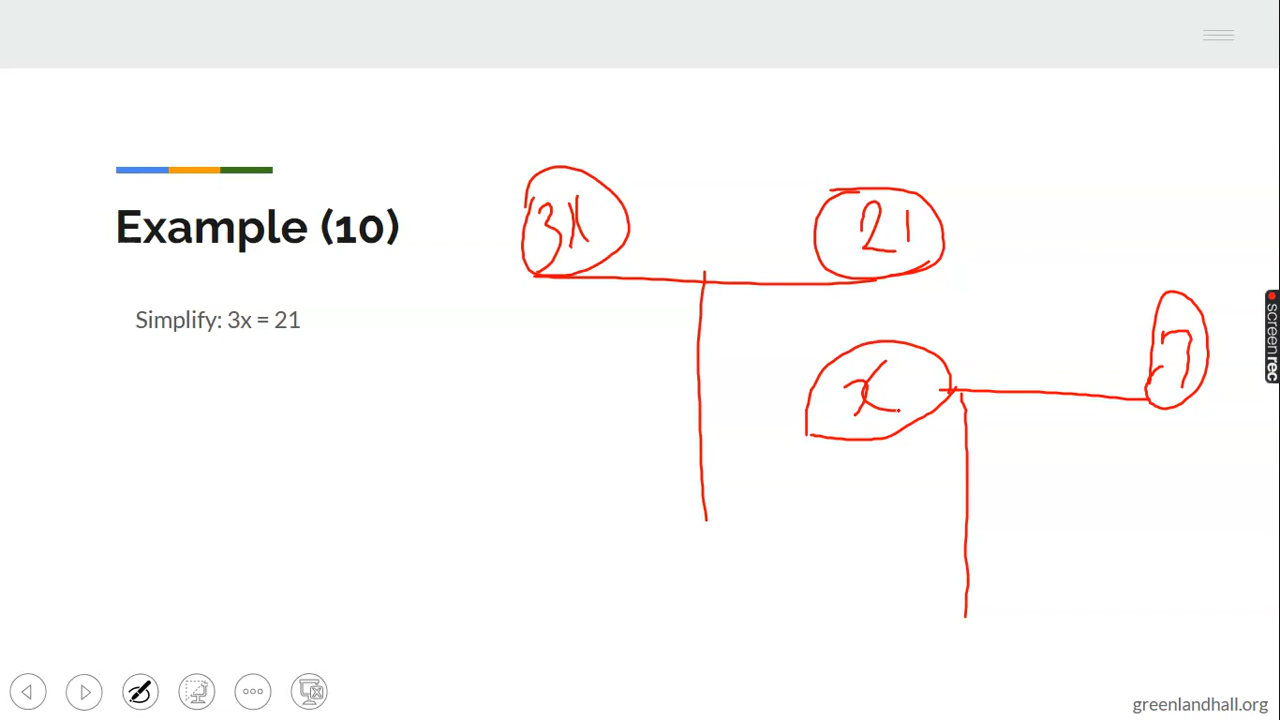 Example (10)
Simplify: 3x = 21
3x
21
x
7
screenrec
greenlandhall.org